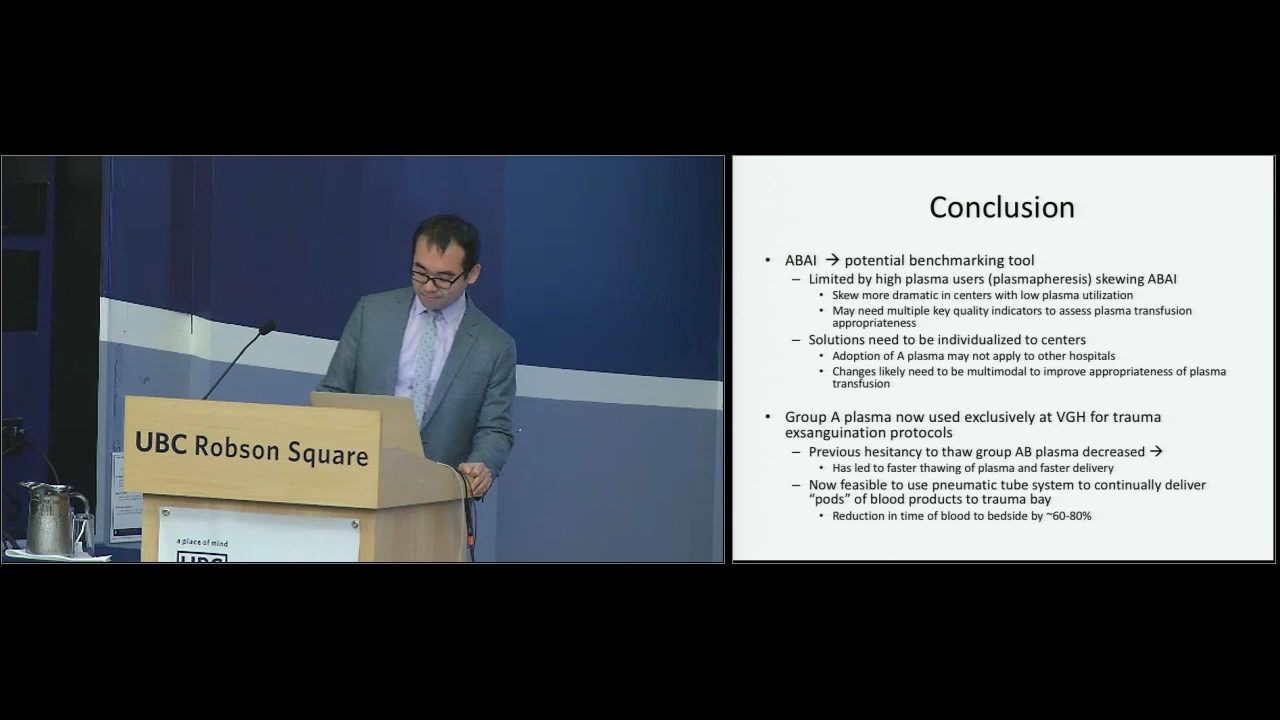 UBC Robson Square
a place of mind
UBC
Conclusion
• ABAI → potential benchmarking tool
– Limited by high plasma users (plasmapheresis) skewing ABAI
• Skew more dramatic in centers with low plasma utilization
• May need multiple key quality indicators to assess plasma transfusion
appropriateness
– Solutions need to be individualized to centers
• Adoption of A plasma may not apply to other hospitals
• Changes likely need to be multimodal to improve appropriateness of plasma
transfusion
• Group A plasma now used exclusively at VGH for trauma
exsanguination protocols
– Previous hesitancy to thaw group AB plasma decreased →
• Has led to faster thawing of plasma and faster delivery
– Now feasible to use pneumatic tube system to continually deliver
“pods” of blood products to trauma bay
• Reduction in time of blood to bedside by ~60-80%